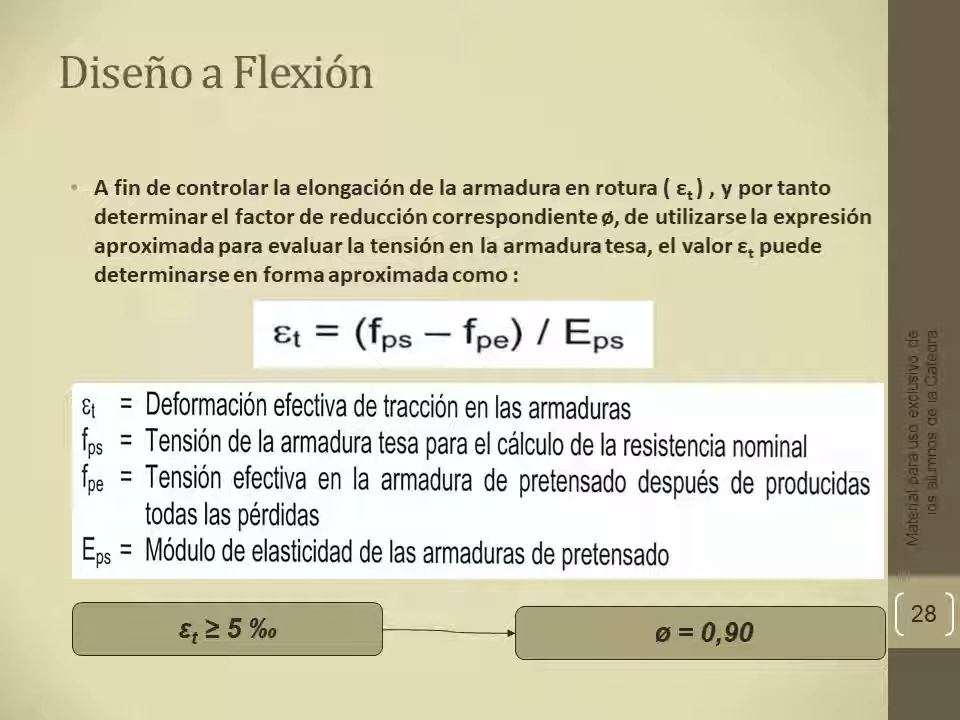 Diseño a Flexión
• A fin de controlar la elongación de la armadura en rotura ( εt ) , y por tanto
determinar el factor de reducción correspondiente ø, de utilizarse la expresión
aproximada para evaluar la tensión en la armadura tesa, el valor εt puede
determinarse en forma aproximada como :
εt = (fps – fpe) / Eps
εt = Deformación efectiva de tracción en las armaduras
fps = Tensión de la armadura tesa para el cálculo de la resistencia nominal
fpe = Tensión efectiva en la armadura de pretensado después de producidas
todas las pérdidas
Eps = Módulo de elasticidad de las armaduras de pretensado
εt ≥ 5 ‰
ø = 0,90
Material para uso exclusivo de
los alumnos de la Catedra
28